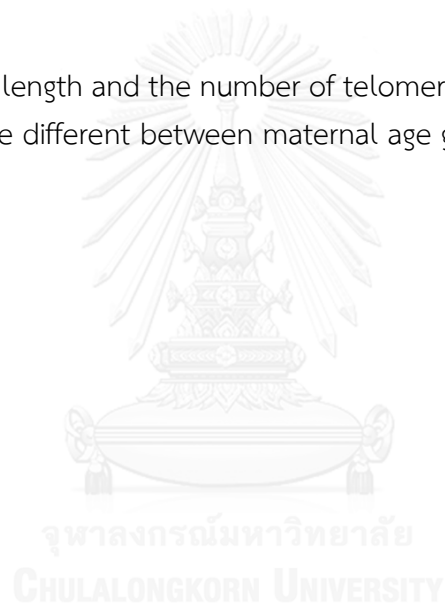 length and the number of telomer
e different between maternal age g
จุฬาลงกรณ์มหาวิทยาลัย
CHULALONGKORN UNIVERSITY